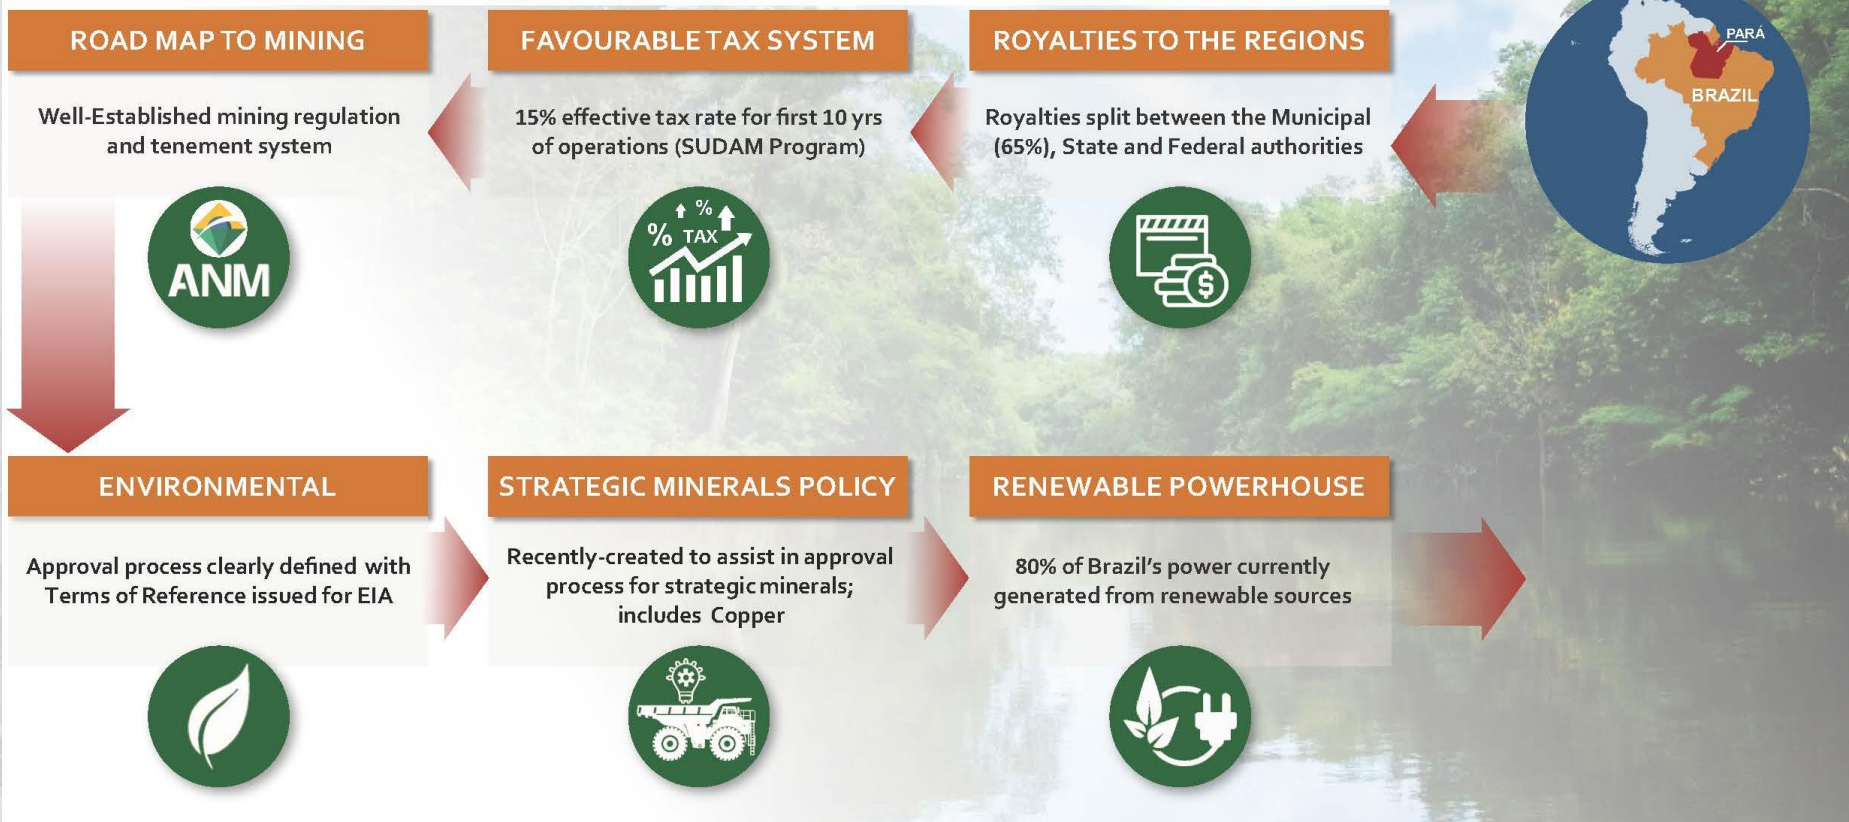 ROAD MAP TO MINING
Well-Established mining regulation
and tenement system
ANM
FAVOURABLE TAX SYSTEM
15% effective tax rate for first 10 yrs
of operations (SUDAM Program)
%
% TAX
ROYALTIES TO THE REGIONS
Royalties split between the Municipal
(65%), State and Federal authorities
$
PARÁ
BRAZIL
ENVIRONMENTAL
Approval process clearly defined with
Terms of Reference issued for EIA
STRATEGIC MINERALS POLICY
Recently-created to assist in approval
process for strategic minerals;
includes Copper
RENEWABLE POWERHOUSE
80% of Brazil's power currently
generated from renewable sources